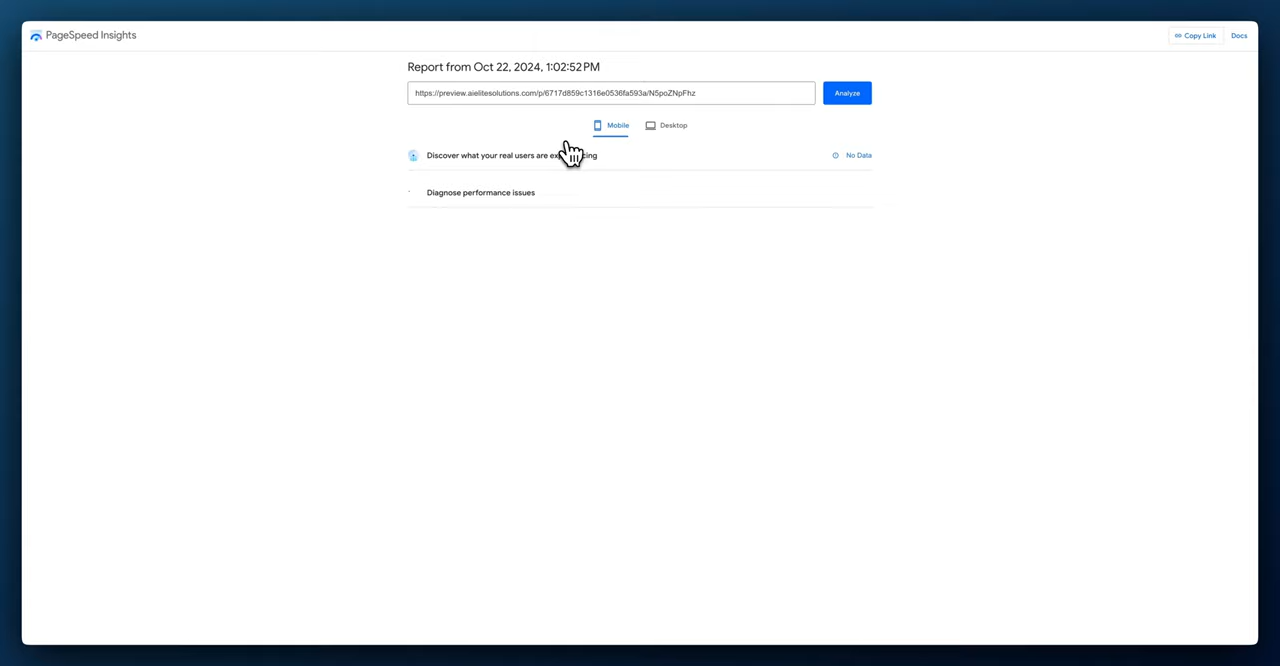 PageSpeed Insights
Copy Link
Docs
Report from Oct 22, 2024, 1:02:52 PM
https://preview.aielitesolutions.com/p/6717d859c1316e0536fa593a/N5poZNpFhz
Analyze
Mobile
Desktop
Discover what your real users are experiencing
No Data
Diagnose performance issues